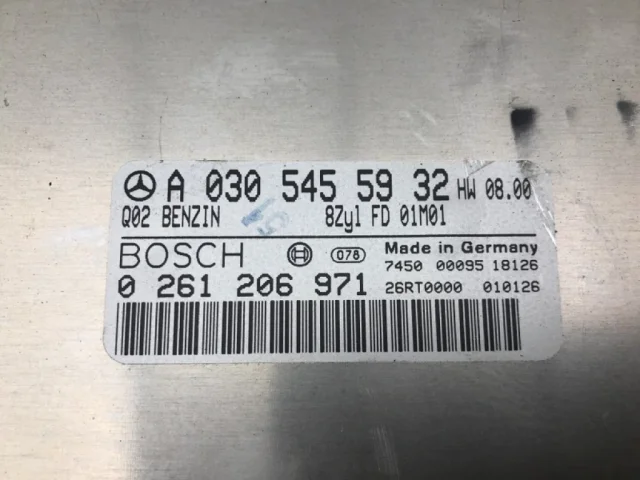 A 030 545 59 32 HW 08.00
Q02 BENZIN 8Zyl FD 01M01
BOSCH 078 Made in Germany
7450 00095 18126
0 261 206 971 26RT0000 010126